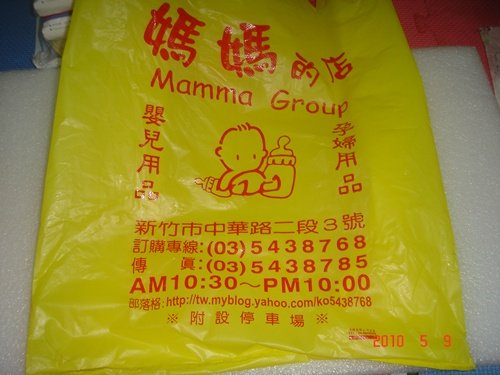 媽媽的店
Mamma Group
嬰兒用品
孕婦用品
新竹市中華路二段3號
訂購專線:(03)5438768
傳　真:(03)5438785
AM10:30～PM10:00
部落格:http://tw.myblog.yahoo.com/ko5438768
※ 附設停車場 ※
2010 5 9